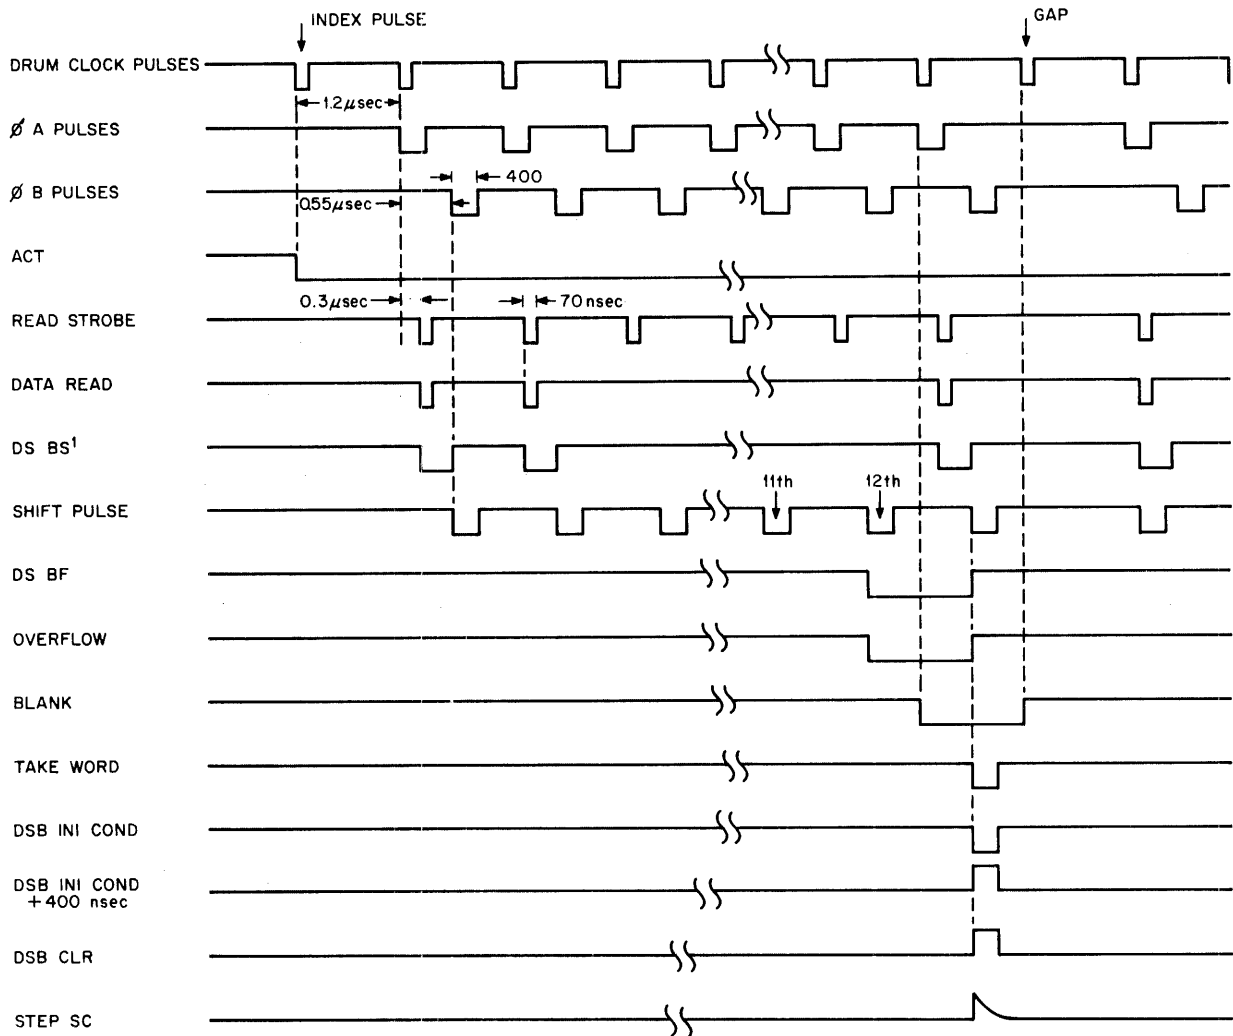 INDEX PULSE
GAP
DRUM CLOCK PULSES
1.2μsec
Ø A PULSES
Ø B PULSES
400
0.55μsec
ACT
0.3μsec
70 nsec
READ STROBE
DATA READ
DS BS¹
11th
12th
SHIFT PULSE
DS BF
OVERFLOW
BLANK
TAKE WORD
DSB INI COND
DSB INI COND
+400 nsec
DSB CLR
STEP SC